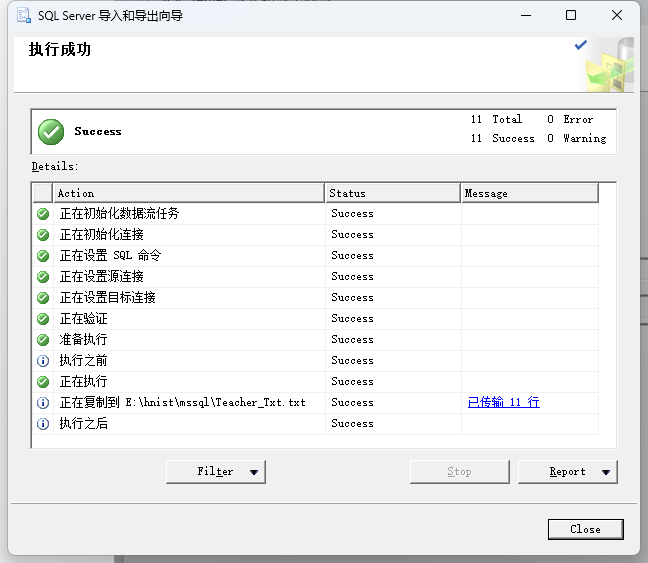 SQL Server 导入和导出向导
执行成功
Success
11 Total 0 Error
11 Success 0 Warning
Details:
Action Status Message
正在初始化数据流任务 Success
正在初始化连接 Success
正在设置 SQL 命令 Success
正在设置源连接 Success
正在设置目标连接 Success
正在验证 Success
准备执行 Success
执行之前 Success
正在执行 Success
正在复制到 E:\hnist\mssql\Teacher_Txt.txt Success 已传输 11 行
执行之后 Success
Filter Stop Report
Close